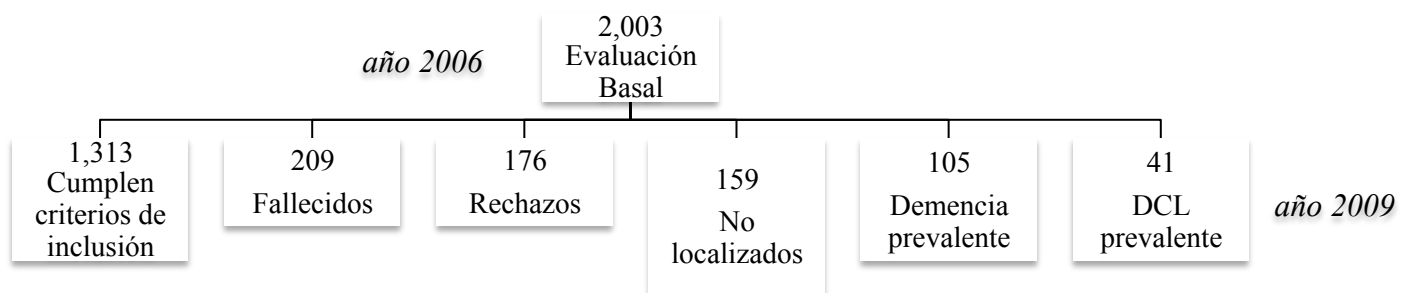 2,003
Evaluación
Basal
año 2006
1,313
Cumplen
criterios de
inclusión
209
Fallecidos
176
Rechazos
159
No
localizados
105
Demencia
prevalente
41
DCL
prevalente
año 2009